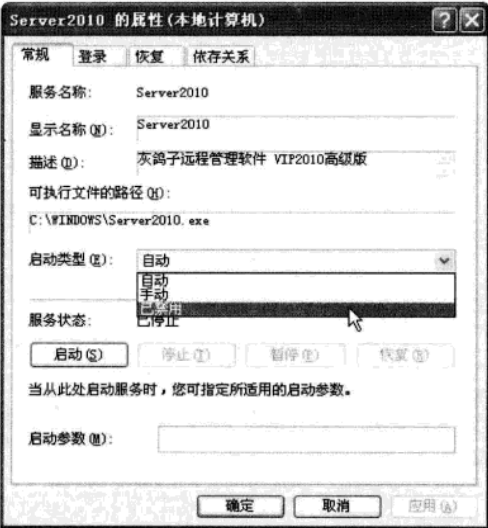 Server2010 的属性(本地计算机)
常规 登录 恢复 依存关系
服务名称: Server2010
显示名称(N): Server2010
描述(D): 灰鸽子远程管理软件 VIP2010高级版
可执行文件的路径(H):
C:\WINDOWS\Server2010.exe
启动类型(E): 自动
自动
手动
已禁用
服务状态: 已停止
启动(S) 停止(T) 暂停(P) 恢复(R)
当从此处启动服务时，您可指定所适用的启动参数。
启动参数(M):
确定 取消 应用(A)